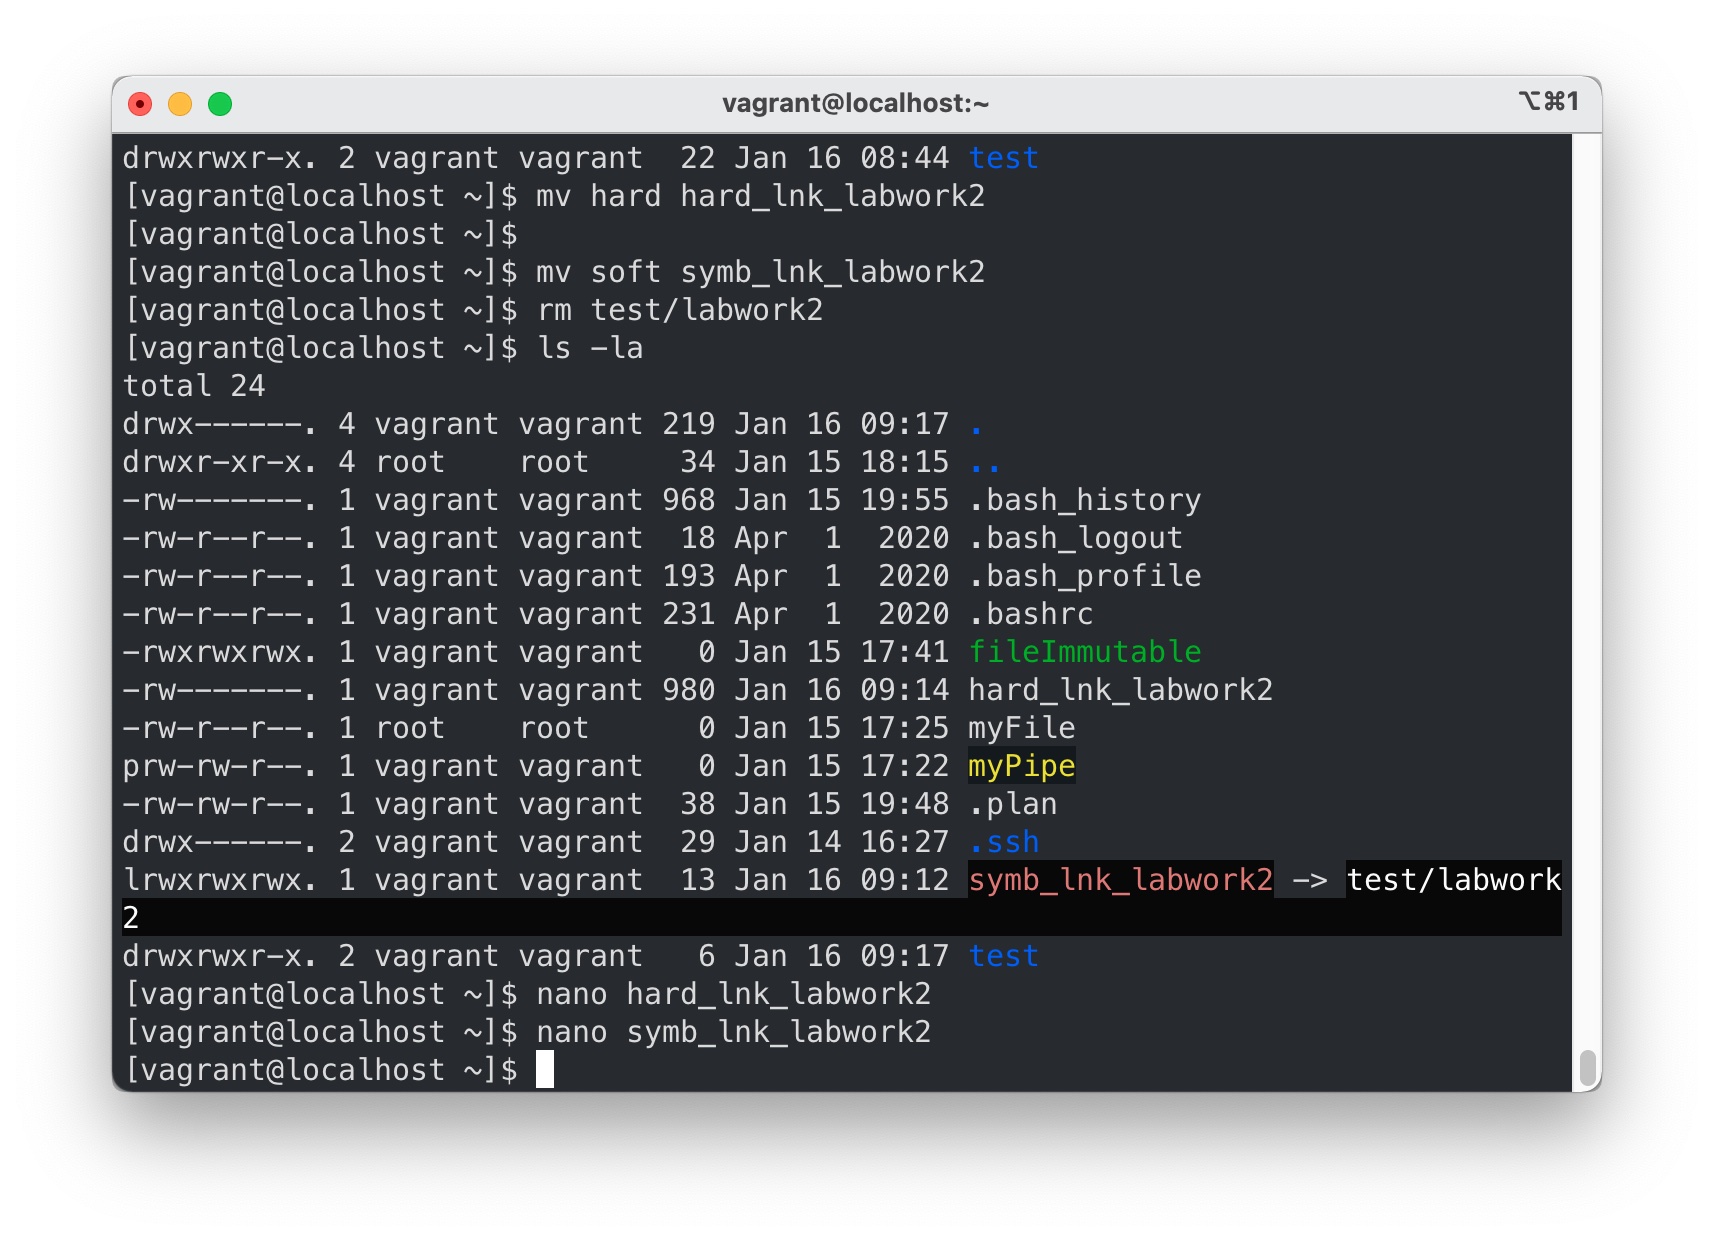 vagrant@localhost:~ ⌥⌘1
drwxrwxr-x. 2 vagrant vagrant  22 Jan 16 08:44 test
[vagrant@localhost ~]$ mv hard hard_lnk_labwork2
[vagrant@localhost ~]$
[vagrant@localhost ~]$ mv soft symb_lnk_labwork2
[vagrant@localhost ~]$ rm test/labwork2
[vagrant@localhost ~]$ ls -la
total 24
drwx------. 4 vagrant vagrant 219 Jan 16 09:17 .
drwxr-xr-x. 4 root    root     34 Jan 15 18:15 ..
-rw-------. 1 vagrant vagrant 968 Jan 15 19:55 .bash_history
-rw-r--r--. 1 vagrant vagrant  18 Apr  1  2020 .bash_logout
-rw-r--r--. 1 vagrant vagrant 193 Apr  1  2020 .bash_profile
-rw-r--r--. 1 vagrant vagrant 231 Apr  1  2020 .bashrc
-rwxrwxrwx. 1 vagrant vagrant   0 Jan 15 17:41 fileImmutable
-rw-------. 1 vagrant vagrant 980 Jan 16 09:14 hard_lnk_labwork2
-rw-r--r--. 1 root    root      0 Jan 15 17:25 myFile
prw-rw-r--. 1 vagrant vagrant   0 Jan 15 17:22 myPipe
-rw-rw-r--. 1 vagrant vagrant  38 Jan 15 19:48 .plan
drwx------. 2 vagrant vagrant  29 Jan 14 16:27 .ssh
lrwxrwxrwx. 1 vagrant vagrant  13 Jan 16 09:12 symb_lnk_labwork2 -> test/labwork
2
drwxrwxr-x. 2 vagrant vagrant   6 Jan 16 09:17 test
[vagrant@localhost ~]$ nano hard_lnk_labwork2
[vagrant@localhost ~]$ nano symb_lnk_labwork2
[vagrant@localhost ~]$